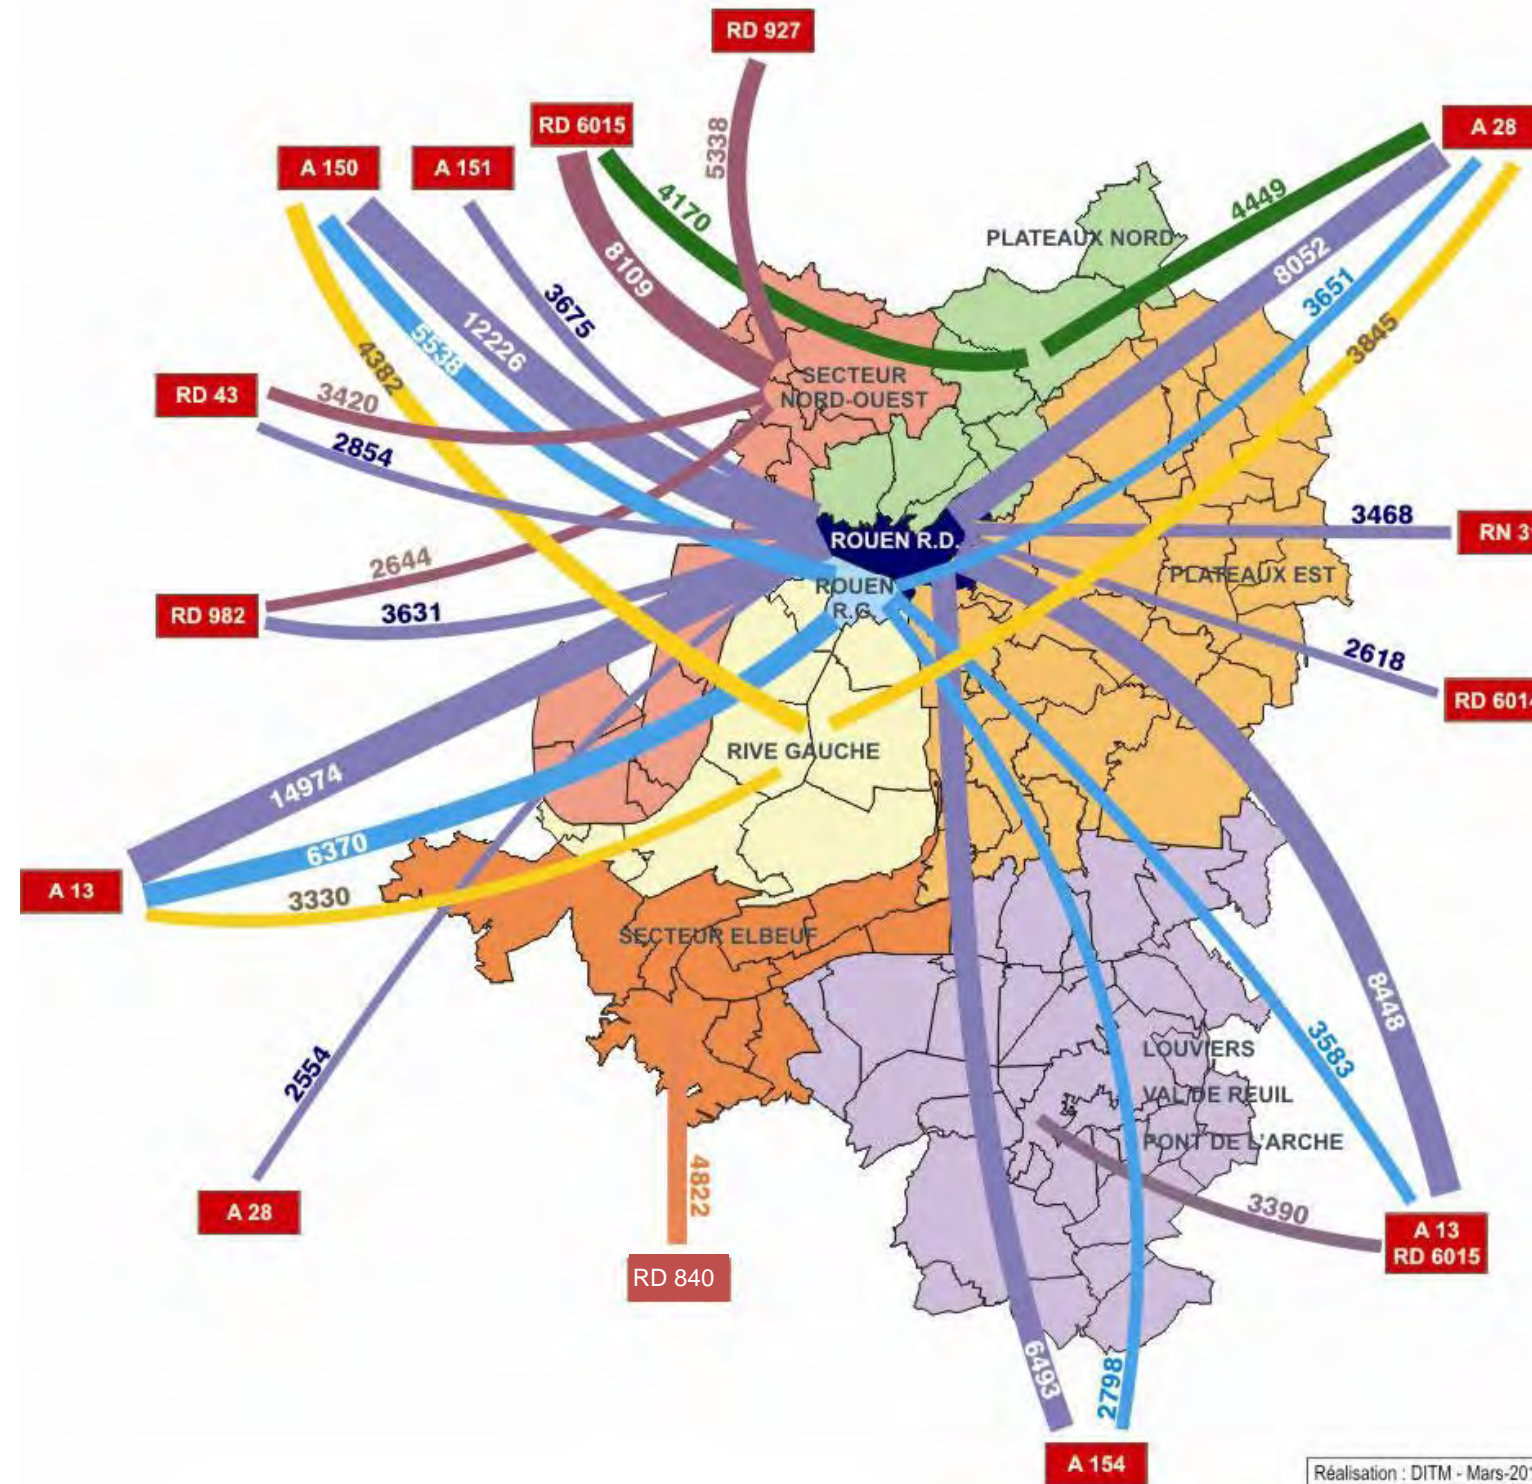 RD 927
RD 6015
A 28
A 150
A 151
5338
4170
4449
PLATEAUX NORD
8109
8052
3675
3651
12226
5538
3845
4382
SECTEUR
NORD-OUEST
RD 43
3420
2854
3468
RN 31
ROUEN R.D.
2644
PLATEAUX EST
ROUEN
R.G.
RD 982
3631
2618
RD 6014
RIVE GAUCHE
14974
6370
A 13
3330
SECTEUR ELBEUF
8448
3583
LOUVIERS
2554
VAL DE REUIL
PONT DE L'ARCHE
4822
3390
A 28
A 13
RD 6015
RD 840
6493
2798
A 154
Réalisation : DITM - Mars-201